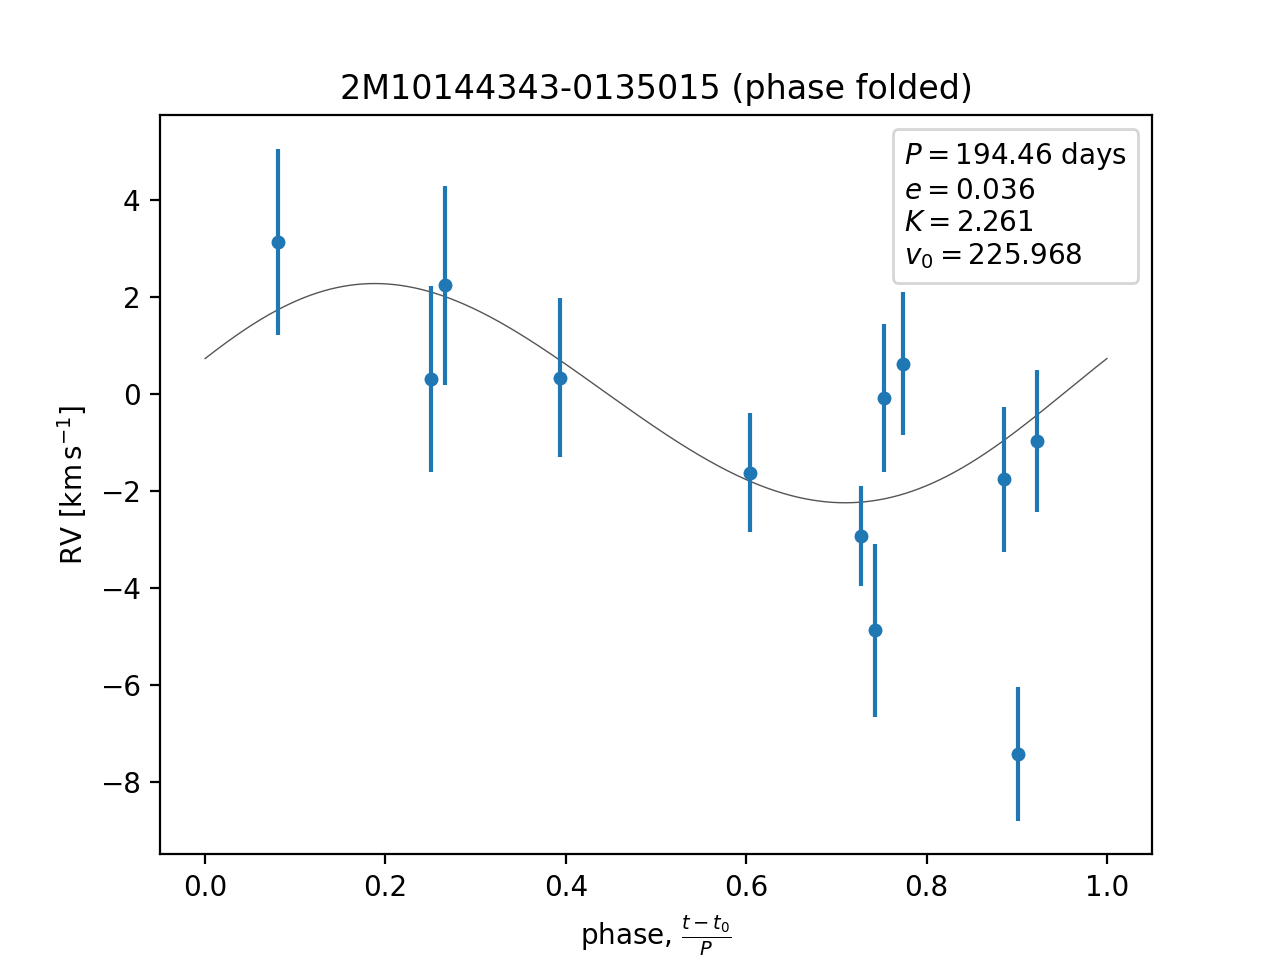 2M10144343-0135015 (phase folded)
P = 194.46 days
e = 0.036
K = 2.261
v₀ = 225.968
4
2
0
−2
−4
−6
−8
RV [km s⁻¹]
0.0 0.2 0.4 0.6 0.8 1.0
phase, (t − t₀)/P